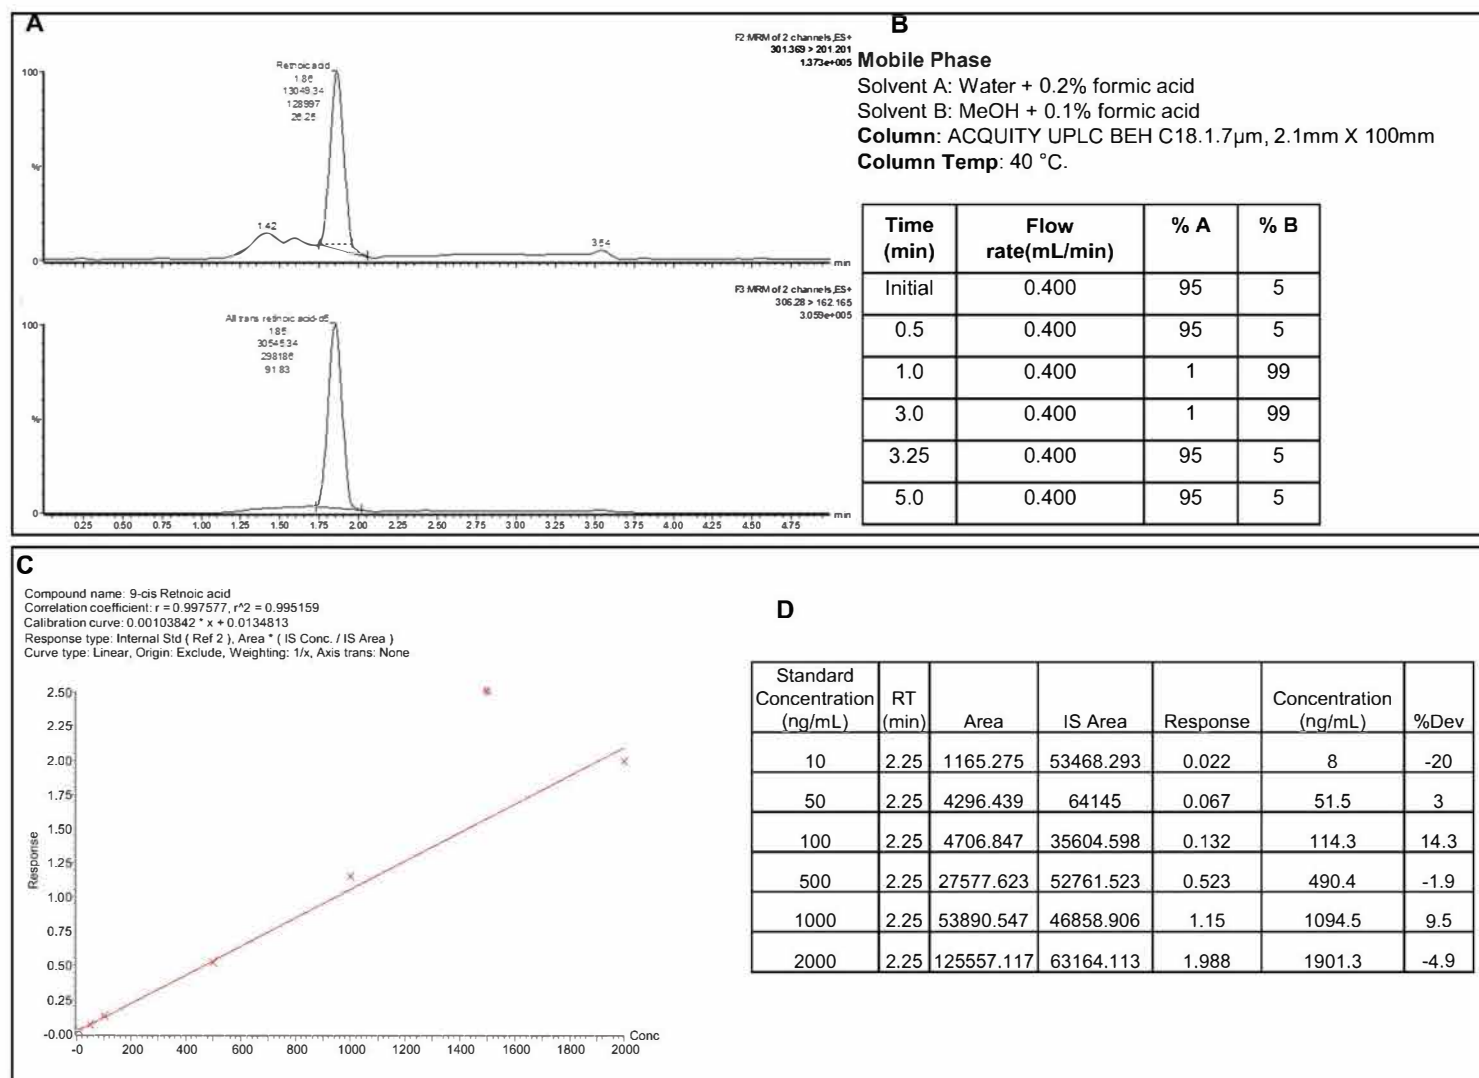 A
F2:MRM of 2 channels,ES+
301.369 > 201.201
1.373e+005
100
Retnoic acid
1.86
13049.34
128997
26.25
%
1.42
3.54
0
min
F3:MRM of 2 channels,ES+
306.28 > 162.165
3.059e+005
100
All trans retinoic acid-d5
1.85
30545.34
298186
91.83
%
0
min
0.25 0.50 0.75 1.00 1.25 1.50 1.75 2.00 2.25 2.50 2.75 3.00 3.25 3.50 3.75 4.00 4.25 4.50 4.75
B
Mobile Phase
Solvent A: Water + 0.2% formic acid
Solvent B: MeOH + 0.1% formic acid
Column: ACQUITY UPLC BEH C18.1.7µm, 2.1mm X 100mm
Column Temp: 40 °C.
Time (min) Flow rate(mL/min) % A % B
Initial 0.400 95 5
0.5 0.400 95 5
1.0 0.400 1 99
3.0 0.400 1 99
3.25 0.400 95 5
5.0 0.400 95 5
C
Compound name: 9-cis Retnoic acid
Correlation coefficient: r = 0.997577, r^2 = 0.995159
Calibration curve: 0.00103842 * x + 0.0134813
Response type: Internal Std ( Ref 2 ), Area * ( IS Conc. / IS Area )
Curve type: Linear, Origin: Exclude, Weighting: 1/x, Axis trans: None
2.50
2.25
2.00
1.75
1.50
1.25
1.00
0.75
0.50
0.25
-0.00
Response
-0 200 400 600 800 1000 1200 1400 1600 1800 2000
Conc
D
Standard Concentration (ng/mL) RT (min) Area IS Area Response Concentration (ng/mL) %Dev
10 2.25 1165.275 53468.293 0.022 8 -20
50 2.25 4296.439 64145 0.067 51.5 3
100 2.25 4706.847 35604.598 0.132 114.3 14.3
500 2.25 27577.623 52761.523 0.523 490.4 -1.9
1000 2.25 53890.547 46858.906 1.15 1094.5 9.5
2000 2.25 125557.117 63164.113 1.988 1901.3 -4.9